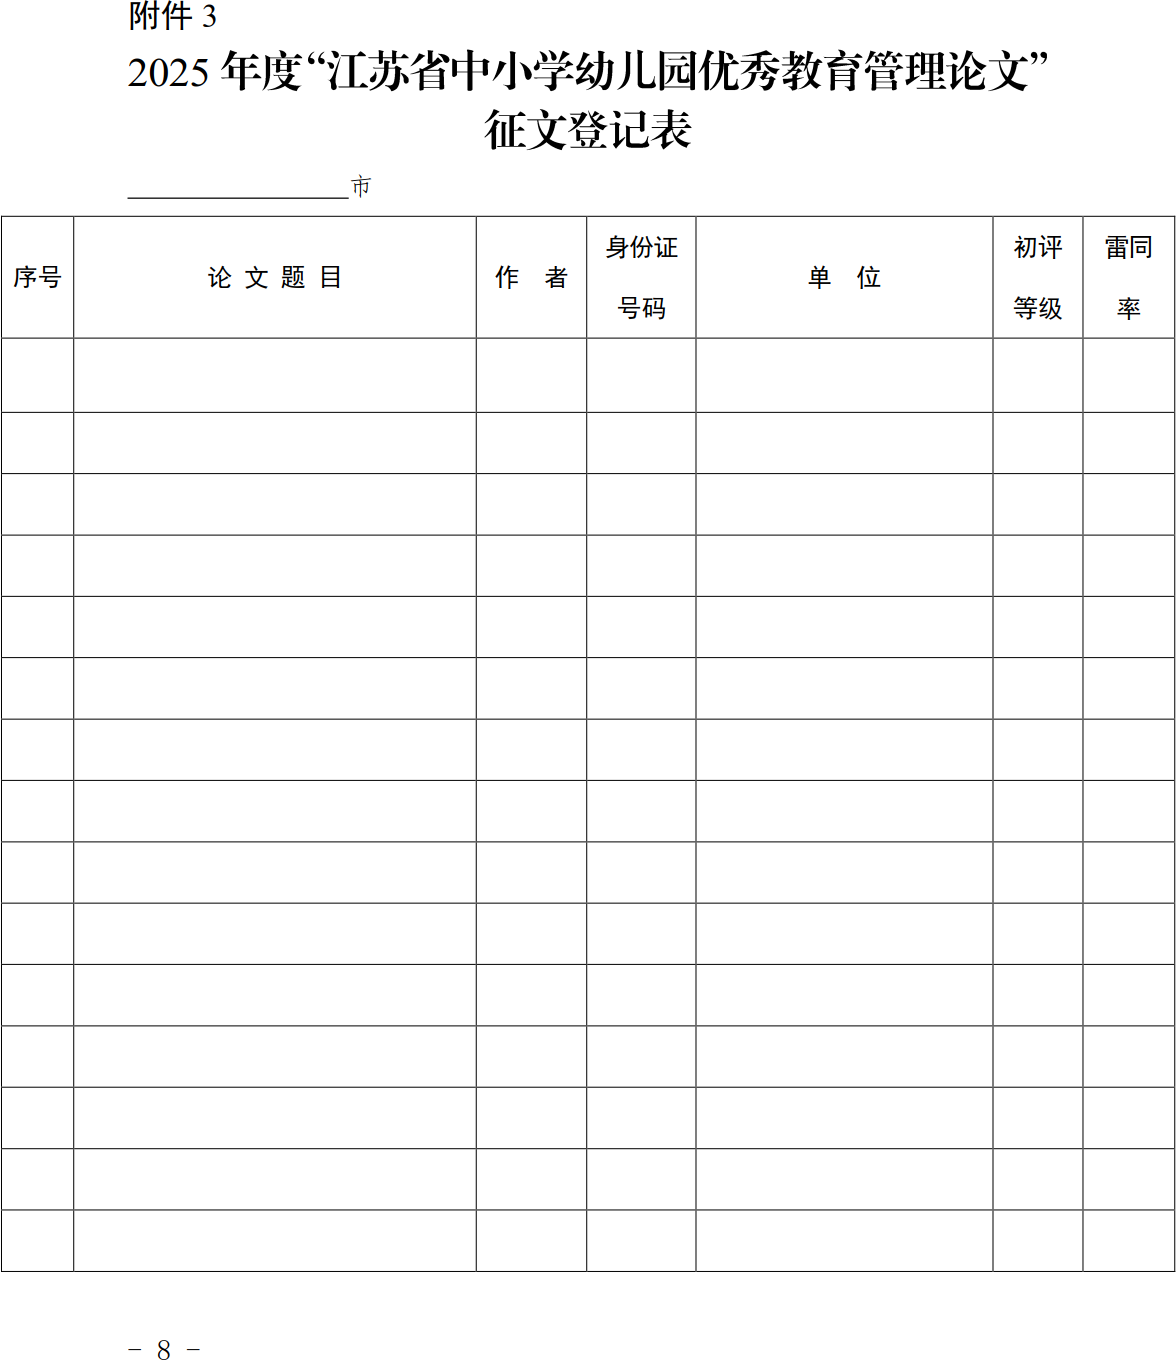 附件 3
2025 年度“江苏省中小学幼儿园优秀教育管理论文”
征文登记表
市
序号 论 文 题 目 作 者 身份证号码 单 位 初评等级 雷同率
- 8 -